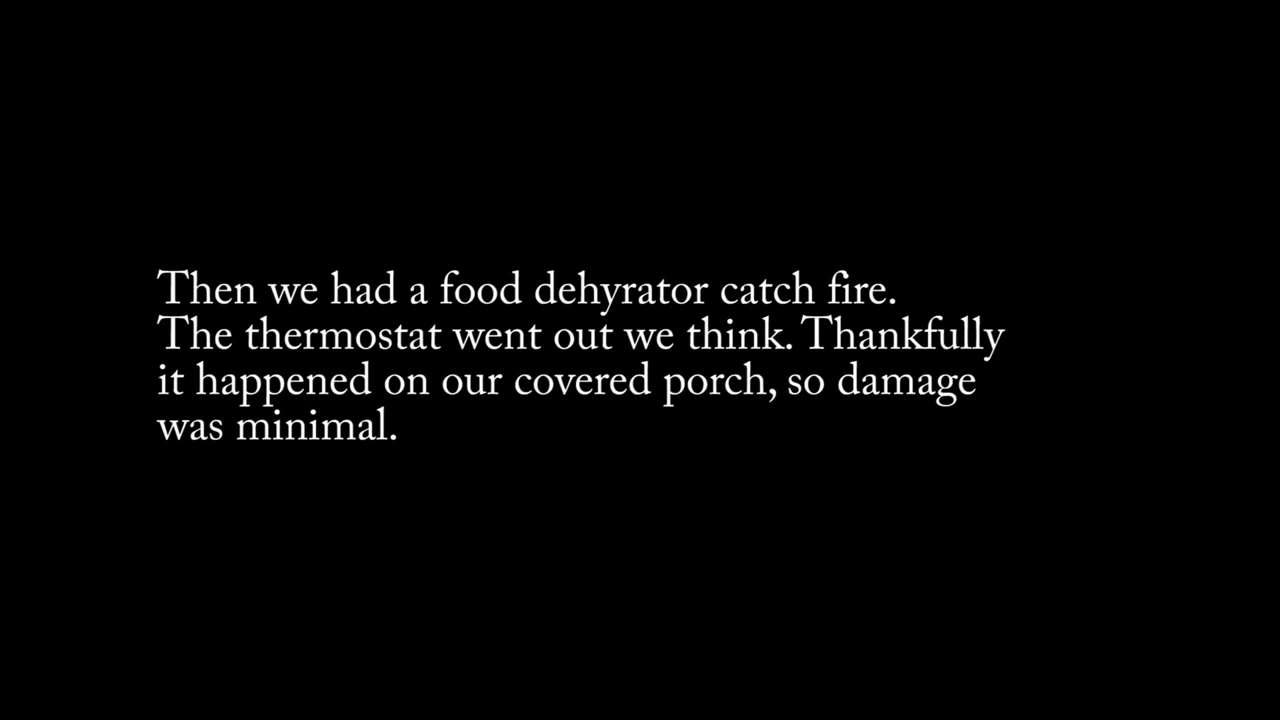 Then we had a food dehyrator catch fire.
The thermostat went out we think. Thankfully
it happened on our covered porch, so damage
was minimal.